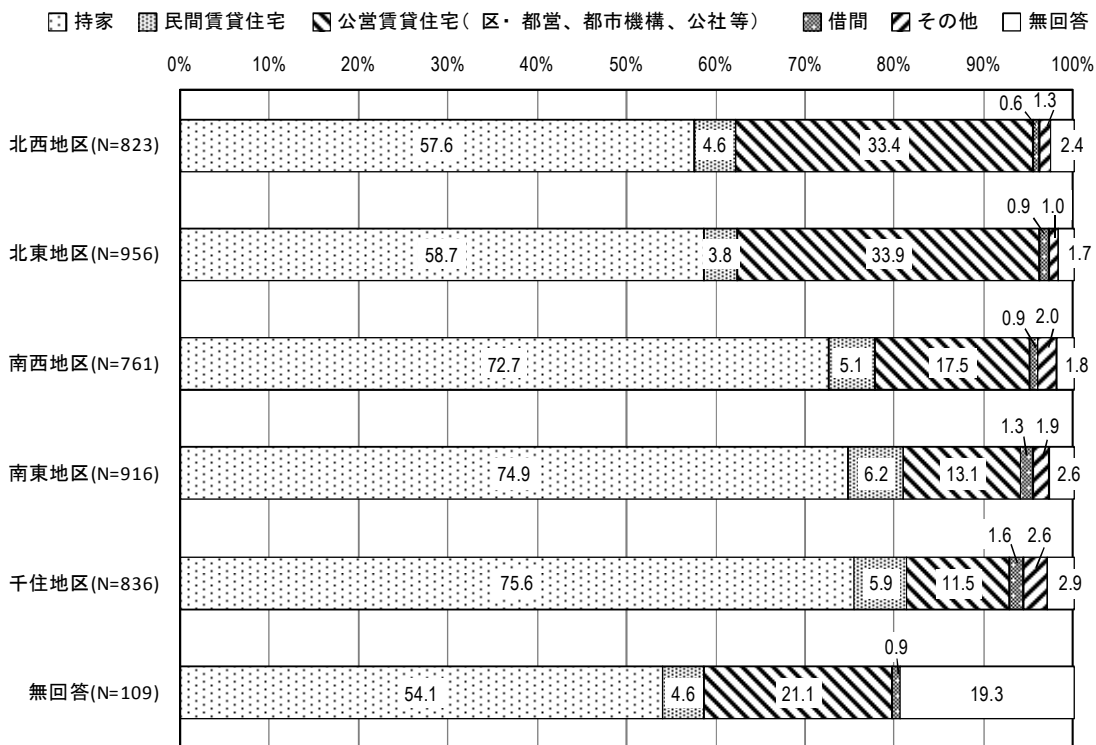 持家 民間賃貸住宅 公営賃貸住宅( 区・都営、都市機構、公社等) 借間 その他 無回答
0% 10% 20% 30% 40% 50% 60% 70% 80% 90% 100%
0.6 1.3
北西地区(N=823) 57.6 4.6 33.4 2.4
0.9 1.0
北東地区(N=956) 58.7 3.8 33.9 1.7
0.9 2.0
南西地区(N=761) 72.7 5.1 17.5 1.8
1.3 1.9
南東地区(N=916) 74.9 6.2 13.1 2.6
1.6 2.6
千住地区(N=836) 75.6 5.9 11.5 2.9
0.9
無回答(N=109) 54.1 4.6 21.1 19.3